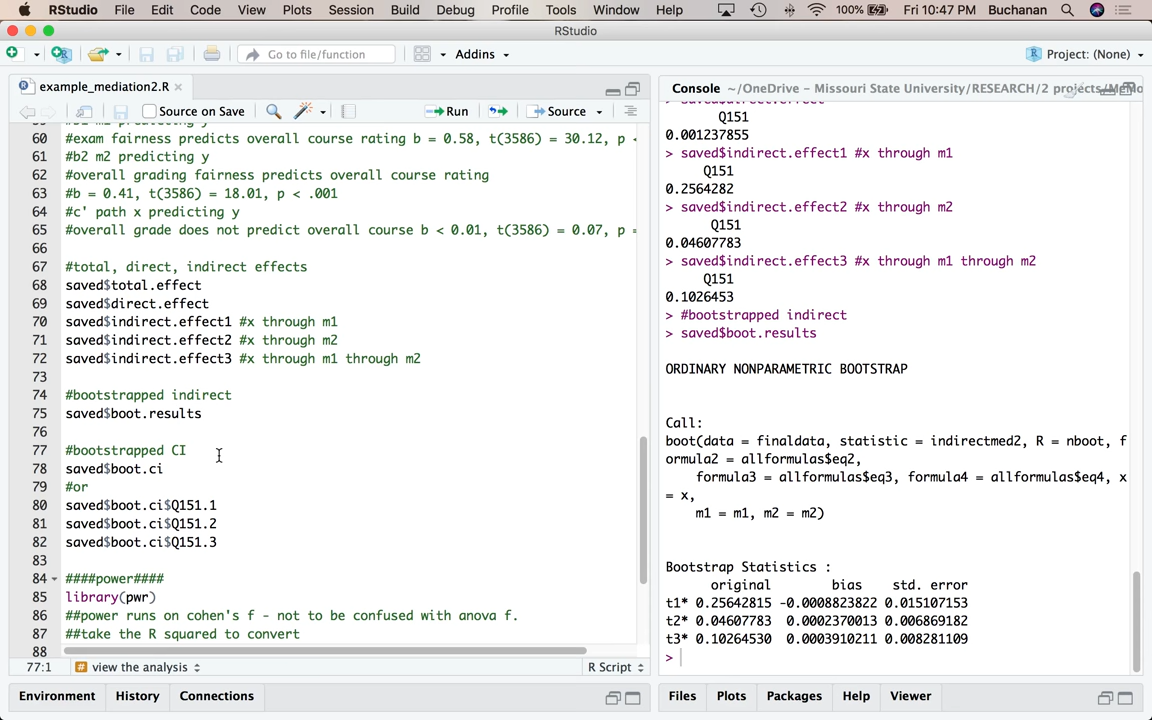 RStudio File Edit Code View Plots Session Build Debug Profile Tools Window Help 100% Fri 10:47 PM Buchanan
RStudio
Go to file/function Addins Project: (None)
example_mediation2.R
Source on Save Run Source
60 #exam fairness predicts overall course rating b = 0.58, t(3586) = 30.12, p <
61 #b2 m2 predicting y
62 #overall grading fairness predicts overall course rating
63 #b = 0.41, t(3586) = 18.01, p < .001
64 #c' path x predicting y
65 #overall grade does not predict overall course b < 0.01, t(3586) = 0.07, p =
66
67 #total, direct, indirect effects
68 saved$total.effect
69 saved$direct.effect
70 saved$indirect.effect1 #x through m1
71 saved$indirect.effect2 #x through m2
72 saved$indirect.effect3 #x through m1 through m2
73
74 #bootstrapped indirect
75 saved$boot.results
76
77 #bootstrapped CI
78 saved$boot.ci
79 #or
80 saved$boot.ci$Q151.1
81 saved$boot.ci$Q151.2
82 saved$boot.ci$Q151.3
83
84 ####power####
85 library(pwr)
86 ##power runs on cohen's f - not to be confused with anova f.
87 ##take the R squared to convert
88
77:1 view the analysis R Script
Environment History Connections
Console ~/OneDrive - Missouri State University/RESEARCH/2 projects/
Q151
0.001237855
> saved$indirect.effect1 #x through m1
Q151
0.2564282
> saved$indirect.effect2 #x through m2
Q151
0.04607783
> saved$indirect.effect3 #x through m1 through m2
Q151
0.1026453
> #bootstrapped indirect
> saved$boot.results
ORDINARY NONPARAMETRIC BOOTSTRAP
Call:
boot(data = finaldata, statistic = indirectmed2, R = nboot, f
ormula2 = allformulas$eq2,
formula3 = allformulas$eq3, formula4 = allformulas$eq4, x
= x,
m1 = m1, m2 = m2)
Bootstrap Statistics :
original bias std. error
t1* 0.25642815 -0.0008823822 0.015107153
t2* 0.04607783 0.0002370013 0.006869182
t3* 0.10264530 0.0003910211 0.008281109
>
Files Plots Packages Help Viewer